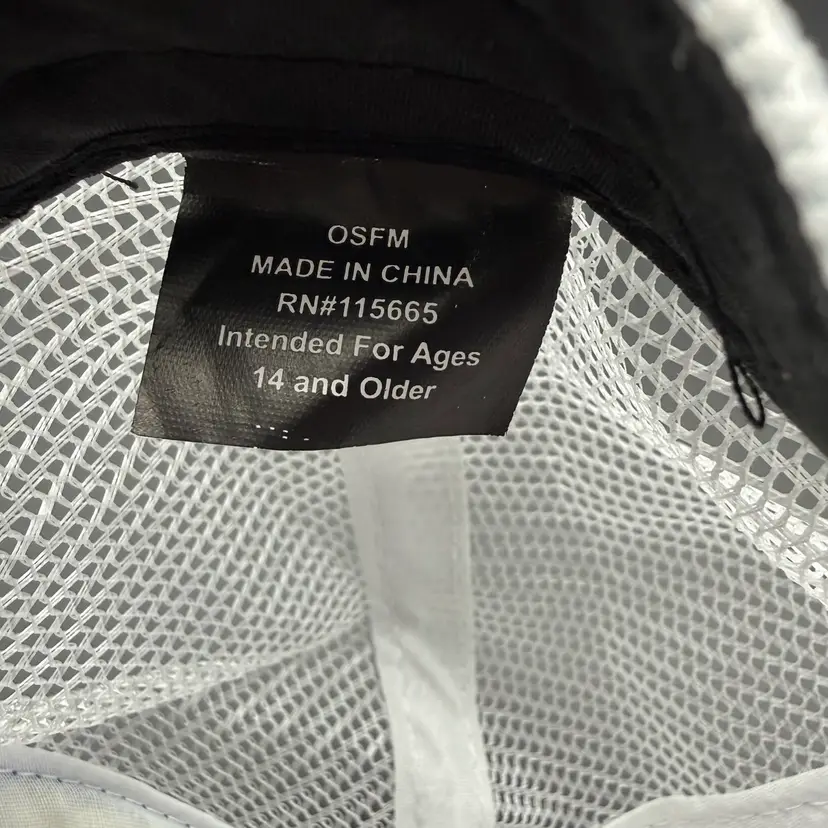 OSFM
MADE IN CHINA
RN#115665
Intended For Ages
14 and Older